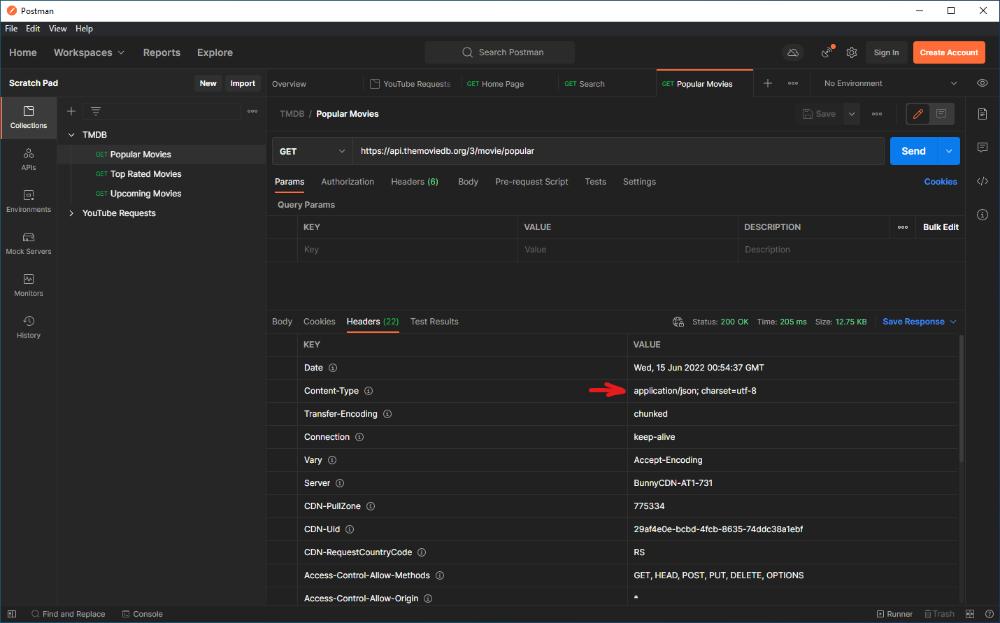 Postman
File Edit View Help
Home Workspaces Reports Explore Search Postman Sign In Create Account
Scratch Pad New Import
Overview YouTube Requests GET Home Page GET Search GET Popular Movies No Environment
Collections
APIs
Environments
Mock Servers
Monitors
History
TMDB
GET Popular Movies
GET Top Rated Movies
GET Upcoming Movies
YouTube Requests
TMDB / Popular Movies Save
GET https://api.themoviedb.org/3/movie/popular Send
Params Authorization Headers (6) Body Pre-request Script Tests Settings Cookies
Query Params
KEY VALUE DESCRIPTION Bulk Edit
Key Value Description
Body Cookies Headers (22) Test Results Status: 200 OK Time: 205 ms Size: 12.75 KB Save Response
KEY VALUE
Date Wed, 15 Jun 2022 00:54:37 GMT
Content-Type application/json; charset=utf-8
Transfer-Encoding chunked
Connection keep-alive
Vary Accept-Encoding
Server BunnyCDN-AT1-731
CDN-PullZone 775334
CDN-Uid 29af4e0e-bcbd-4fcb-8635-74ddc38a1ebf
CDN-RequestCountryCode RS
Access-Control-Allow-Methods GET, HEAD, POST, PUT, DELETE, OPTIONS
Access-Control-Allow-Origin *
Find and Replace Console Runner Trash